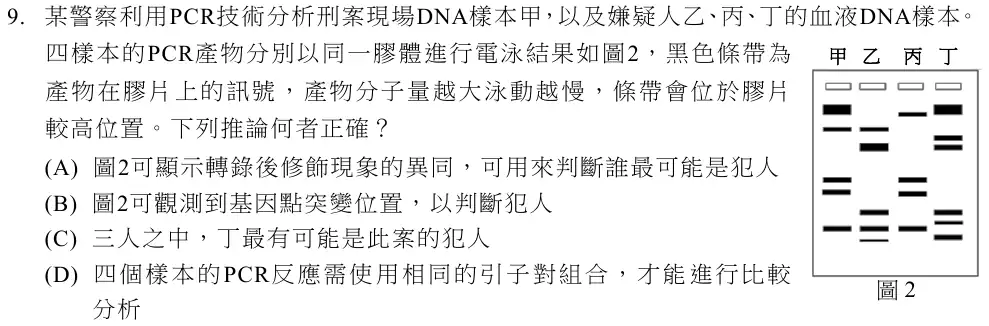 9. 某警察利用PCR技術分析刑案現場DNA樣本甲,以及嫌疑人乙、丙、丁的血液DNA樣本。
四樣本的PCR產物分別以同一膠體進行電泳結果如圖2,黑色條帶為
產物在膠片上的訊號,產物分子量越大泳動越慢,條帶會位於膠片
較高位置。下列推論何者正確?
(A) 圖2可顯示轉錄後修飾現象的異同,可用來判斷誰最可能是犯人
(B) 圖2可觀測到基因點突變位置,以判斷犯人
(C) 三人之中,丁最有可能是此案的犯人
(D) 四個樣本的PCR反應需使用相同的引子對組合,才能進行比較
分析
甲 乙 丙 丁
圖 2